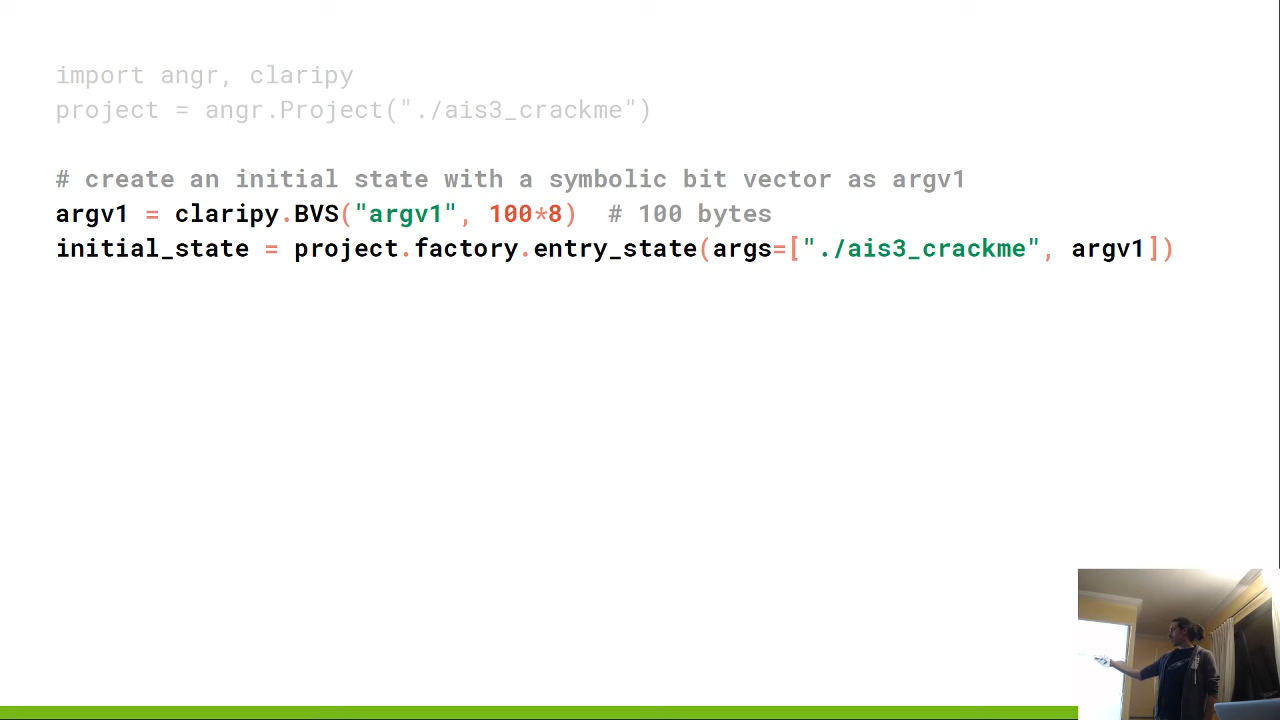 import angr, claripy
project = angr.Project("./ais3_crackme")
# create an initial state with a symbolic bit vector as argv1
argv1 = claripy.BVS("argv1", 100*8)  # 100 bytes
initial_state = project.factory.entry_state(args=["./ais3_crackme", argv1])